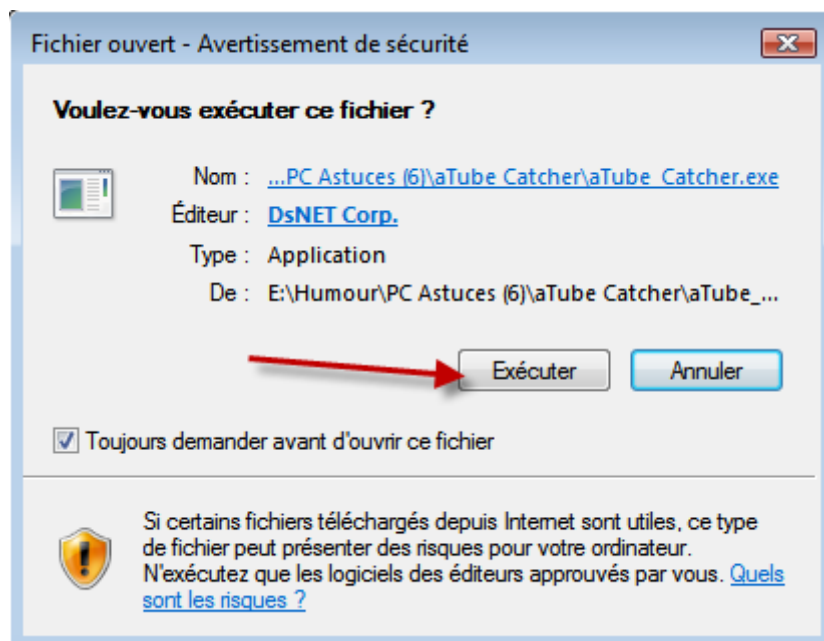 Fichier ouvert - Avertissement de sécurité
Voulez-vous exécuter ce fichier ?
Nom : ...PC Astuces (6)\aTube Catcher\aTube_Catcher.exe
Éditeur : DsNET Corp.
Type : Application
De : E:\Humour\PC Astuces (6)\aTube Catcher\aTube_...
Exécuter Annuler
Toujours demander avant d'ouvrir ce fichier
Si certains fichiers téléchargés depuis Internet sont utiles, ce type
de fichier peut présenter des risques pour votre ordinateur.
N'exécutez que les logiciels des éditeurs approuvés par vous. Quels
sont les risques ?